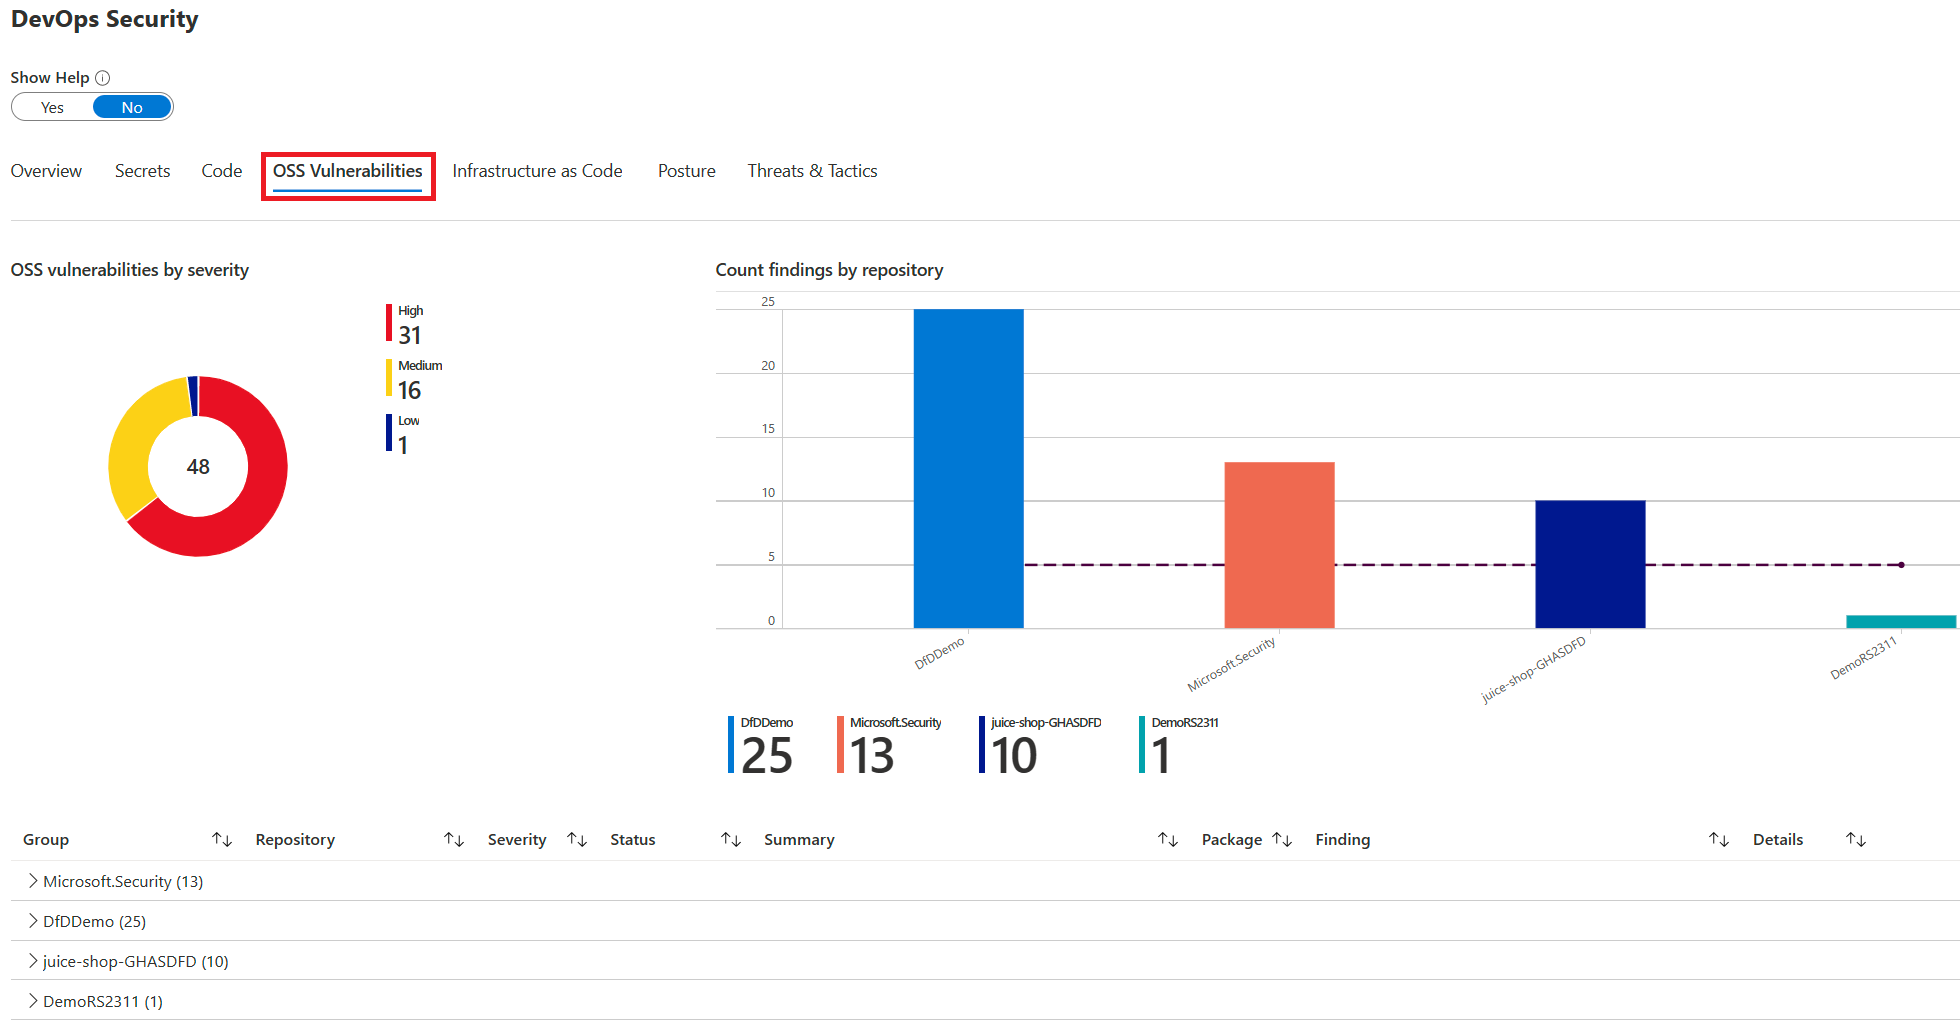 DevOps Security
Show Help
Yes No
Overview Secrets Code OSS Vulnerabilities Infrastructure as Code Posture Threats & Tactics
OSS vulnerabilities by severity
48
High
31
Medium
16
Low
1
Count findings by repository
25
20
15
10
5
0
DfDDemo Microsoft.Security juice-shop-GHASDFD DemoRS2311
DfDDemo
25
Microsoft.Security
13
juice-shop-GHASDFD
10
DemoRS2311
1
Group Repository Severity Status Summary Package Finding Details
Microsoft.Security (13)
DfDDemo (25)
juice-shop-GHASDFD (10)
DemoRS2311 (1)